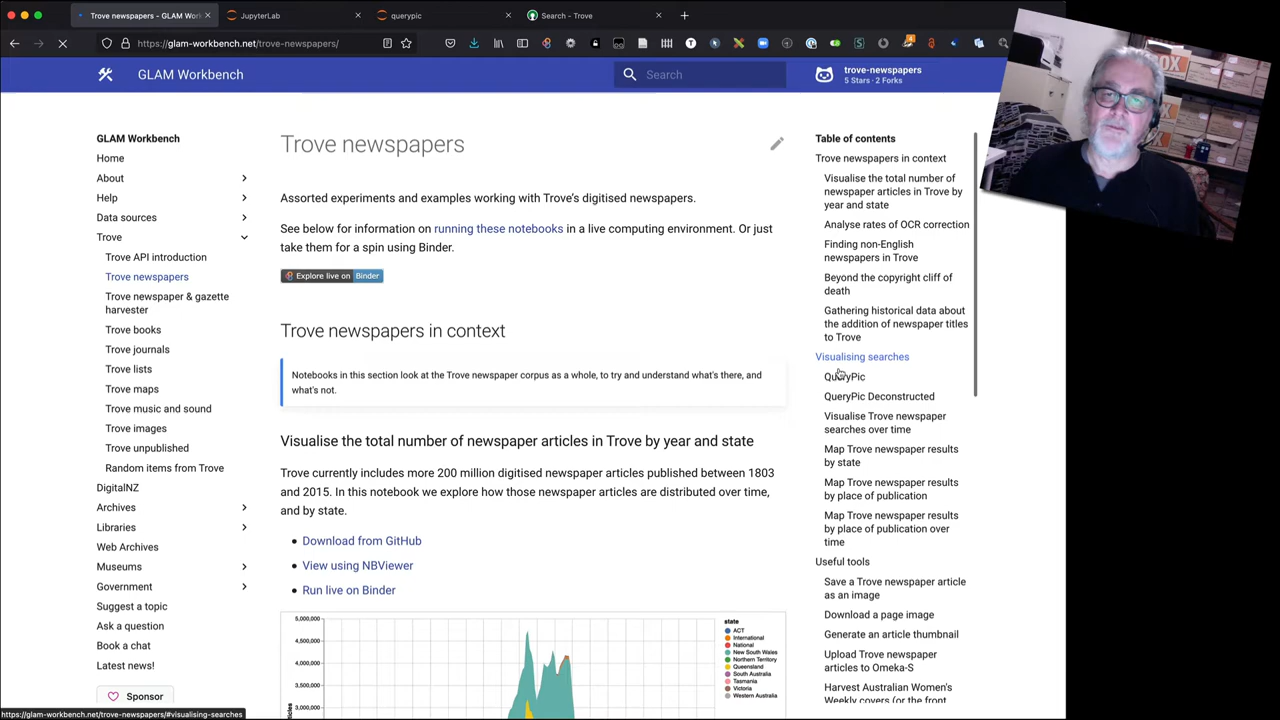 Trove newspapers - GLAM Wor
JupyterLab
querypic
Search - Trove
https://glam-workbench.net/trove-newspapers/
GLAM Workbench
Search
trove-newspapers
5 Stars · 2 Forks
GLAM Workbench
Home
About
Help
Data sources
Trove
Trove API introduction
Trove newspapers
Trove newspaper & gazette
harvester
Trove books
Trove journals
Trove lists
Trove maps
Trove music and sound
Trove images
Trove unpublished
Random items from Trove
DigitalNZ
Archives
Libraries
Web Archives
Museums
Government
Suggest a topic
Ask a question
Book a chat
Latest news!
Sponsor
https://glam-workbench.net/trove-newspapers/#visualising-searches
Trove newspapers
Assorted experiments and examples working with Trove's digitised newspapers.
See below for information on running these notebooks in a live computing environment. Or just
take them for a spin using Binder.
Explore live on Binder
Trove newspapers in context
Notebooks in this section look at the Trove newspaper corpus as a whole, to try and understand what's there, and
what's not.
Visualise the total number of newspaper articles in Trove by year and state
Trove currently includes more 200 million digitised newspaper articles published between 1803
and 2015. In this notebook we explore how those newspaper articles are distributed over time,
and by state.
Download from GitHub
View using NBViewer
Run live on Binder
5,000,000
4,500,000
4,000,000
3,500,000
3,000,000
state
ACT
International
National
New South Wales
Northern Territory
Queensland
South Australia
Tasmania
Victoria
Western Australia
Table of contents
Trove newspapers in context
Visualise the total number of
newspaper articles in Trove by
year and state
Analyse rates of OCR correction
Finding non-English
newspapers in Trove
Beyond the copyright cliff of
death
Gathering historical data about
the addition of newspaper titles
to Trove
Visualising searches
QueryPic
QueryPic Deconstructed
Visualise Trove newspaper
searches over time
Map Trove newspaper results
by state
Map Trove newspaper results
by place of publication
Map Trove newspaper results
by place of publication over
time
Useful tools
Save a Trove newspaper article
as an image
Download a page image
Generate an article thumbnail
Upload Trove newspaper
articles to Omeka-S
Harvest Australian Women's
Weekly covers (or the front